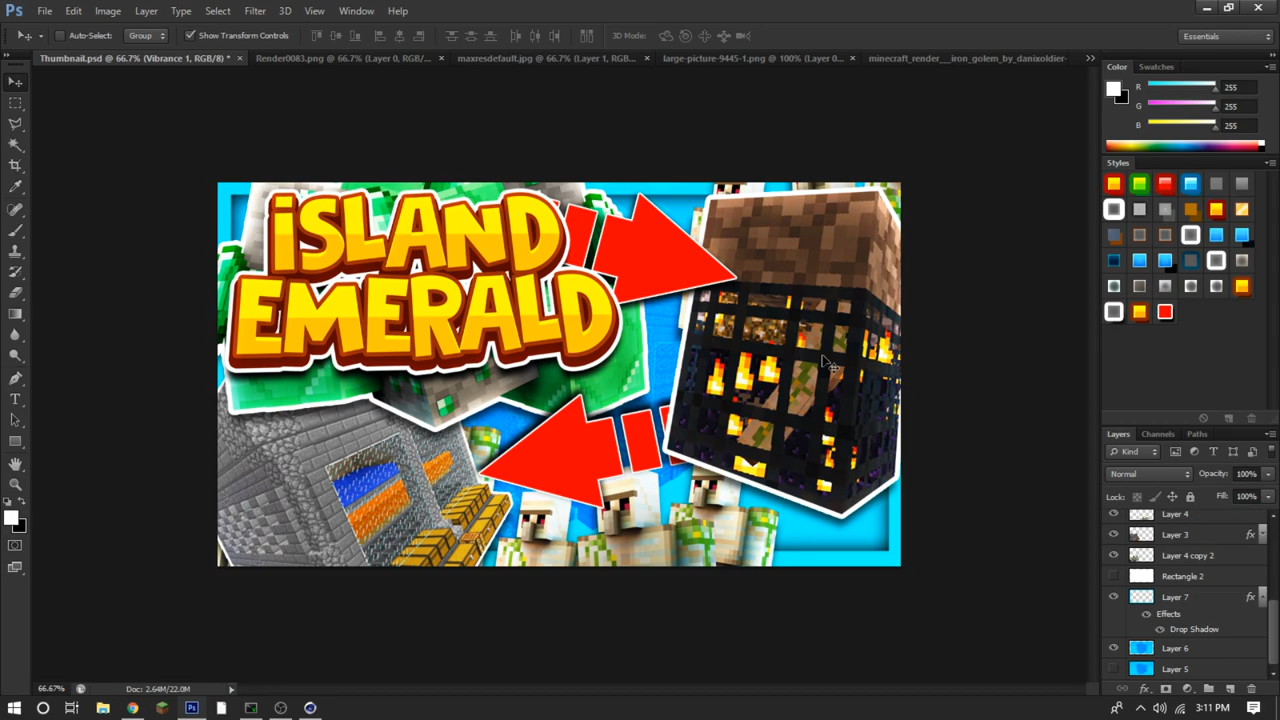 Ps File Edit Image Layer Type Select Filter 3D View Window Help
Auto-Select: Group Show Transform Controls 3D Mode: Essentials
Thumbnail.psd @ 66.7% (Vibrance 1, RGB/8) * × Render0083.png @ 66.7% (Layer 0, RGB/... × maxresdefault.jpg @ 66.7% (Layer 1, RGB... × large-picture-9445-1.png @ 100% (Layer 0... × minecraft_render__iron_golem_by_danixoldier-
Color Swatches
R 255
G 255
B 255
Styles
iSLAND
EMERALD
Layers Channels Paths
Kind
Normal Opacity: 100%
Lock: Fill: 100%
Layer 4
Layer 3 fx
Layer 4 copy 2
Rectangle 2
Layer 7 fx
Effects
Drop Shadow
Layer 6
Layer 5
66.67% Doc: 2.64M/22.0M
fx
Ps 3:11 PM